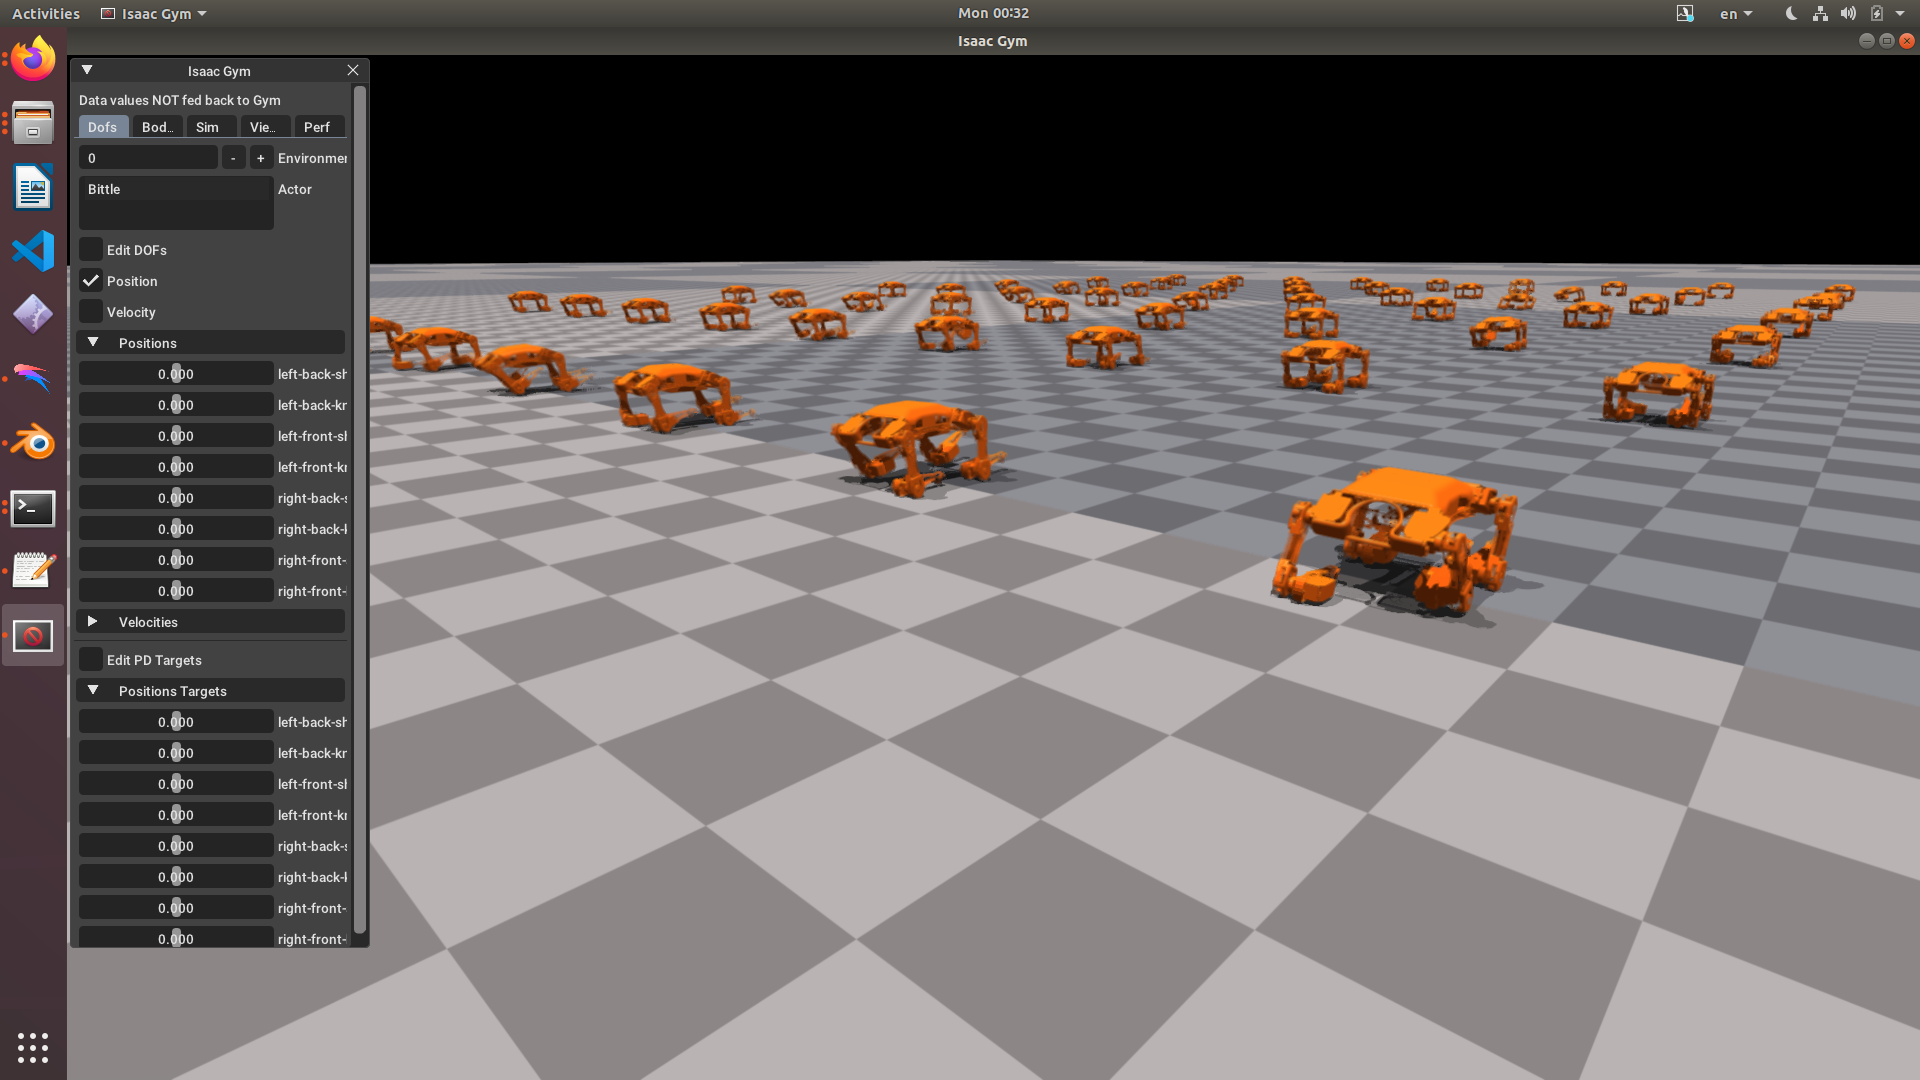 Activities Isaac Gym Mon 00:32 en
Isaac Gym
Isaac Gym
Data values NOT fed back to Gym
Dofs Bod… Sim Vie… Perf
0 - + Environmer
Bittle Actor
Edit DOFs
Position
Velocity
Positions
0.000 left-back-sh
0.000 left-back-kr
0.000 left-front-sh
0.000 left-front-kr
0.000 right-back-s
0.000 right-back-k
0.000 right-front-
0.000 right-front-
Velocities
Edit PD Targets
Positions Targets
0.000 left-back-sh
0.000 left-back-kr
0.000 left-front-sh
0.000 left-front-kr
0.000 right-back-s
0.000 right-back-k
0.000 right-front-
0.000 right-front-